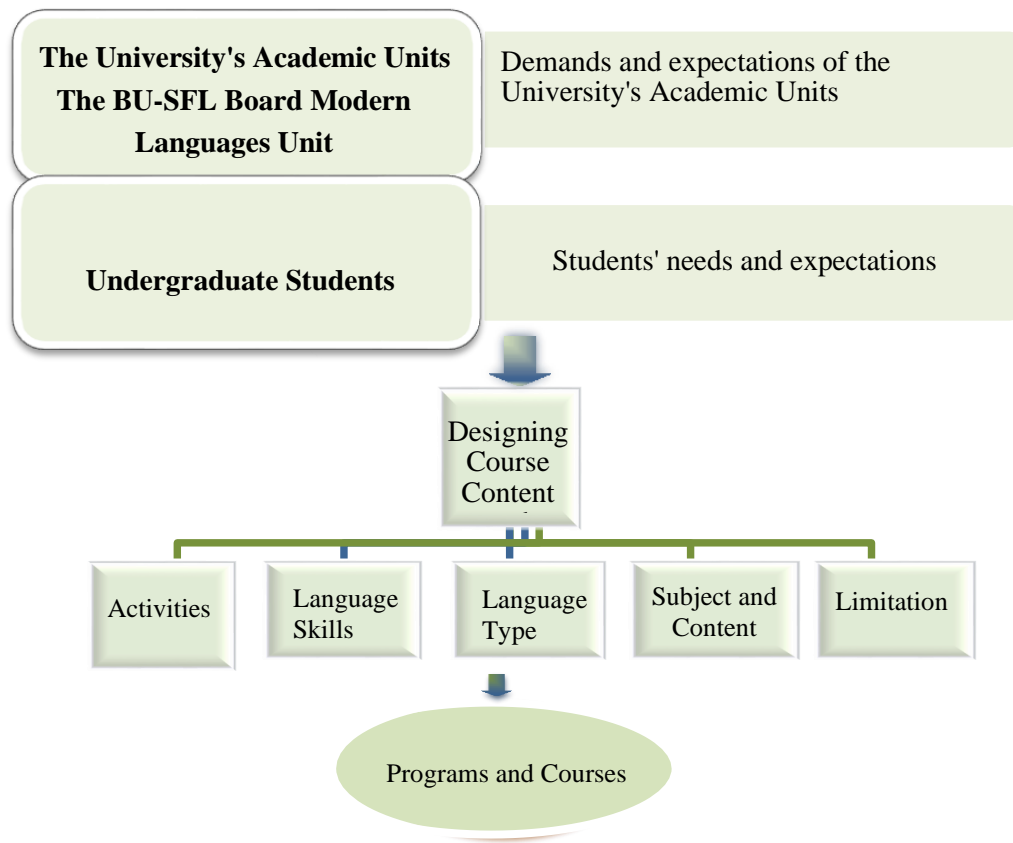 The University's Academic Units
The BU-SFL Board Modern
Languages Unit
Demands and expectations of the
University's Academic Units
Undergraduate Students
Students' needs and expectations
Designing
Course
Content
Activities
Language
Skills
Language
Type
Subject and
Content
Limitation
Programs and Courses